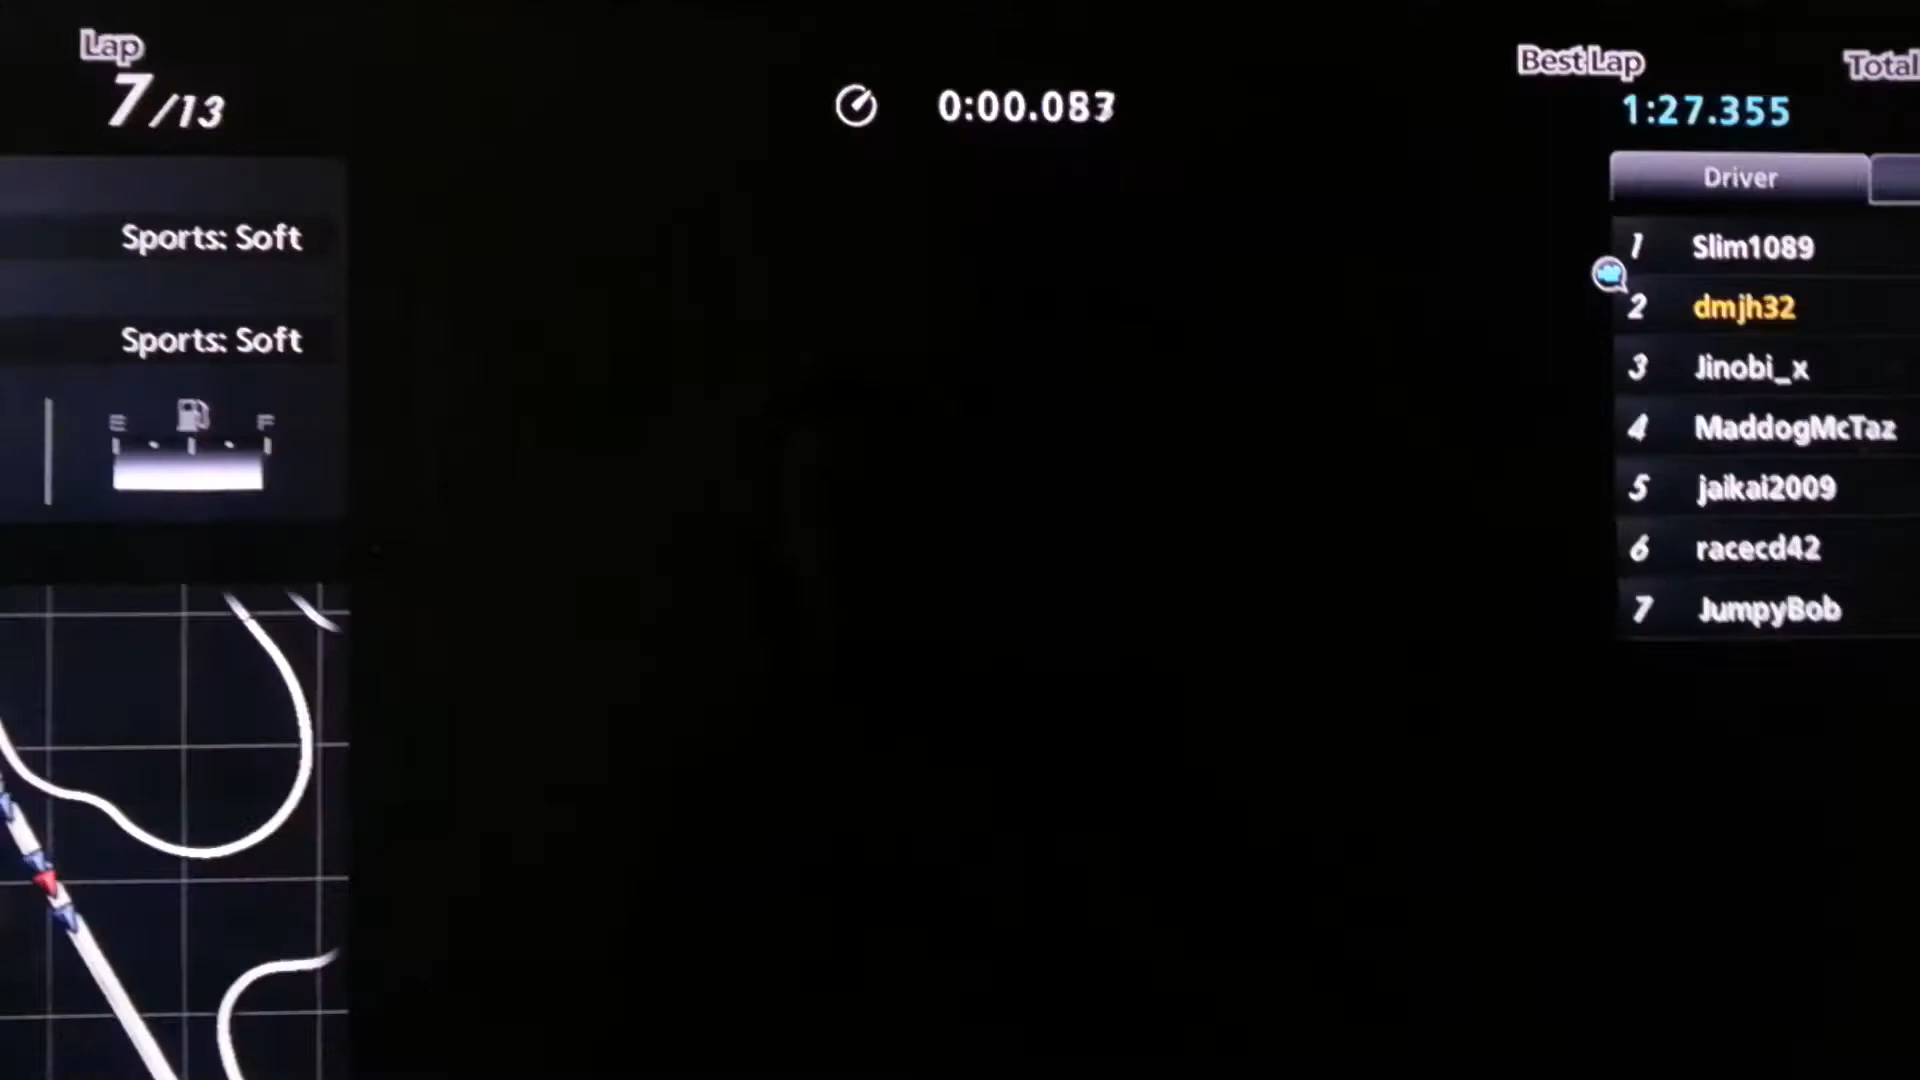 Lap
7/13
0:00.083
Best Lap
1:27.355
Total
Driver
Sports: Soft
Sports: Soft
E F
1 Slim1089
2 dmjh32
3 Jinobi_x
4 MaddogMcTaz
5 jaikai2009
6 racecd42
7 JumpyBob